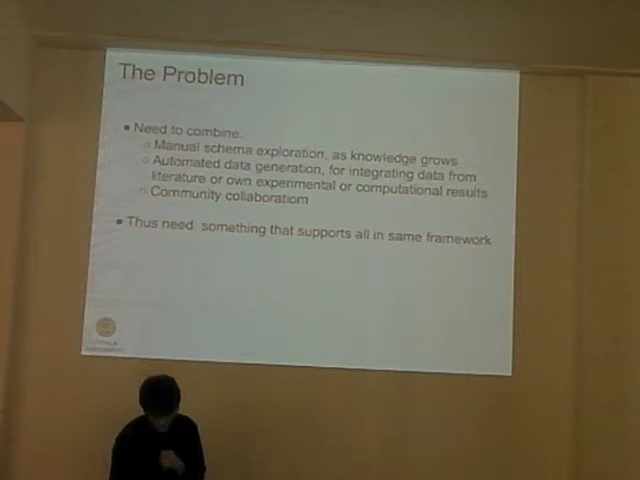 The Problem
Need to combine:
Manual schema exploration, as knowledge grows
Automated data generation, for integrating data from
literature or own experimental or computational results
Community collaboratiom
Thus need something that supports all in same framework